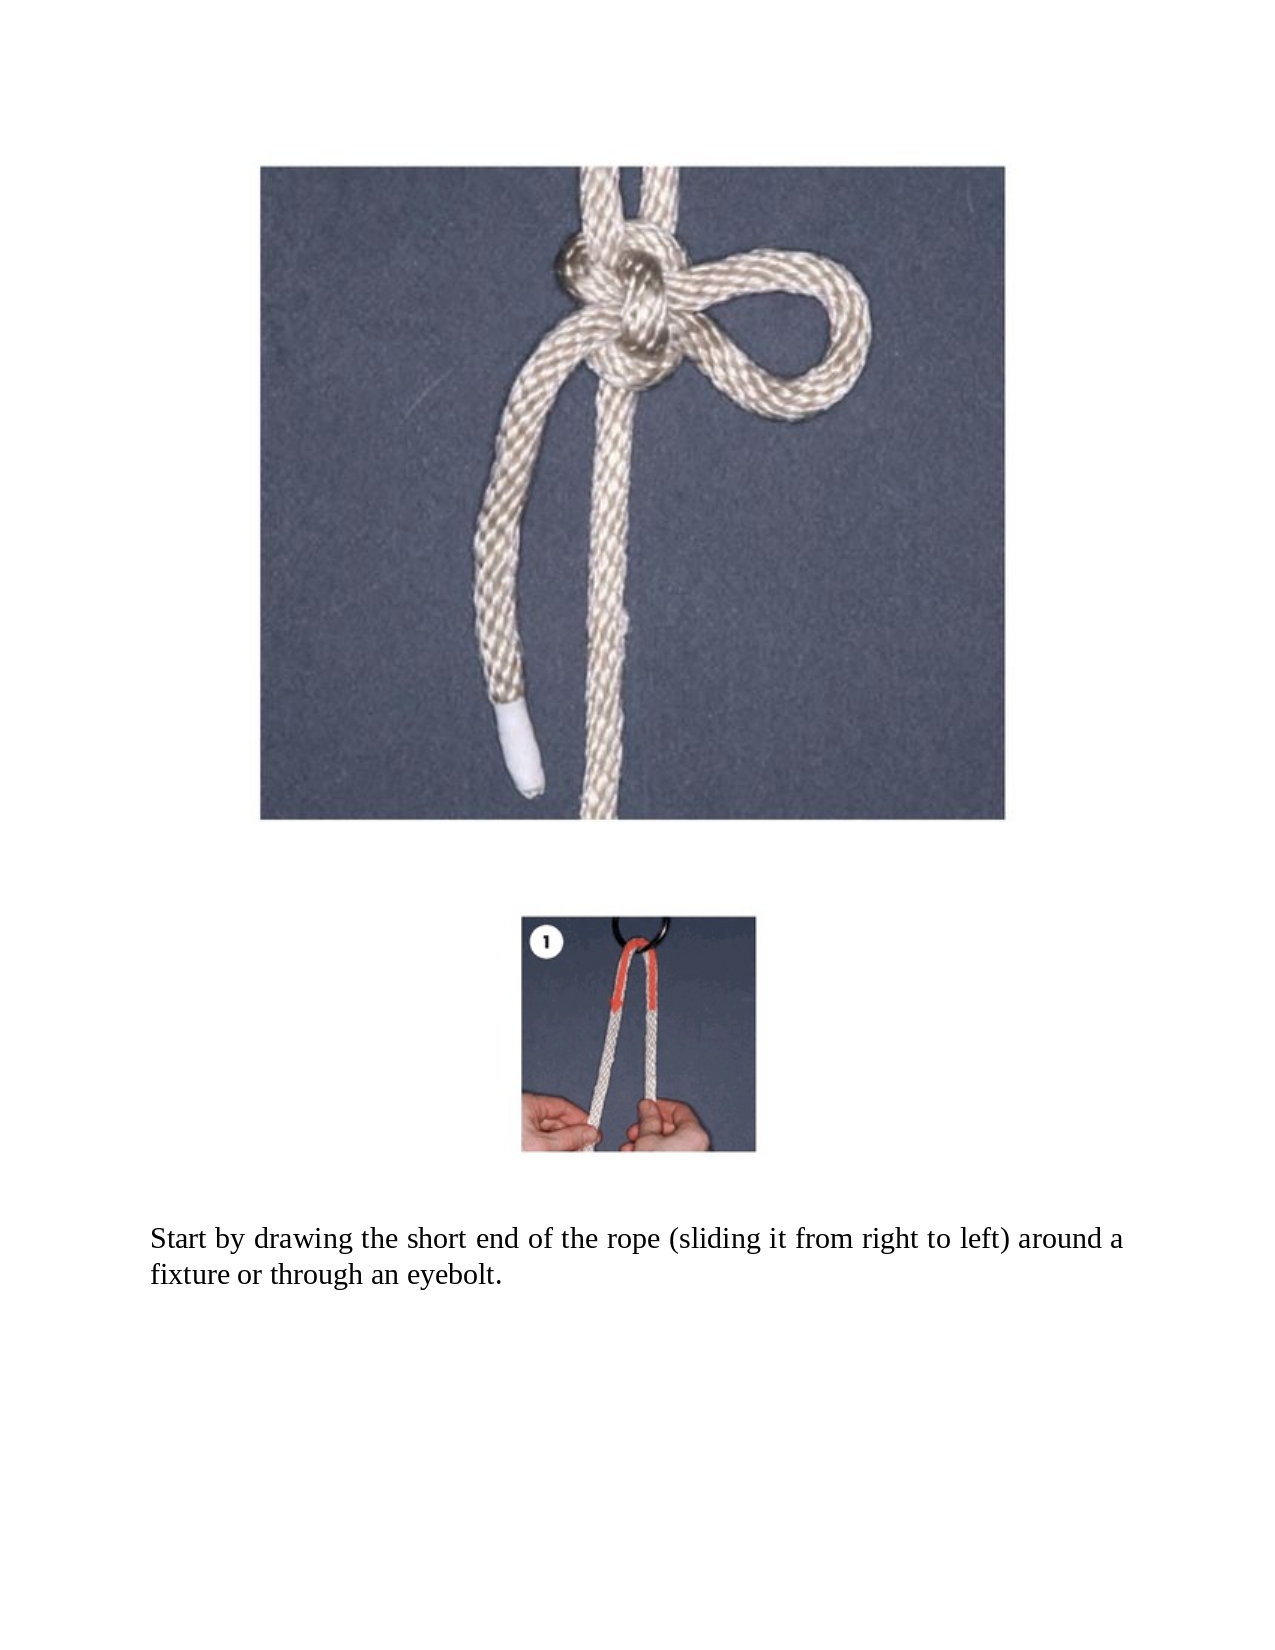 1
Start by drawing the short end of the rope (sliding it from right to left) around a
fixture or through an eyebolt.